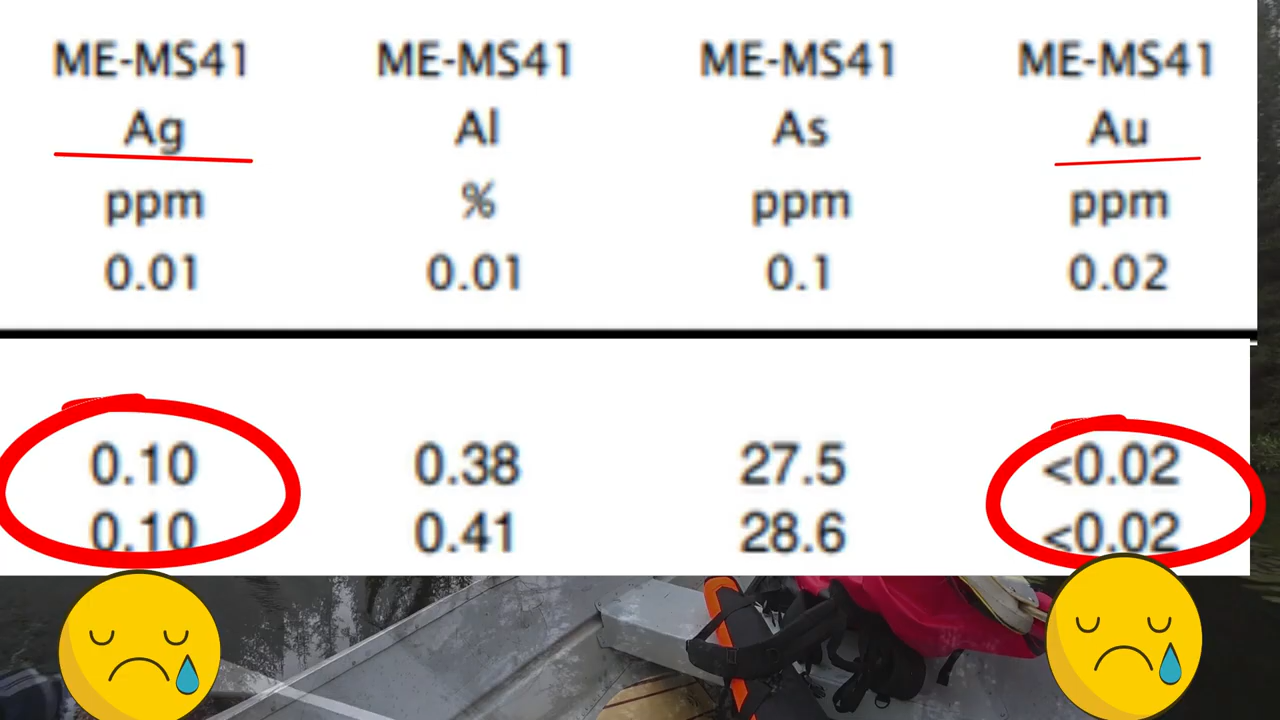 ME-MS41 ME-MS41 ME-MS41 ME-MS41
Ag Al As Au
ppm % ppm ppm
0.01 0.01 0.1 0.02
0.10 0.38 27.5 <0.02
0.10 0.41 28.6 <0.02